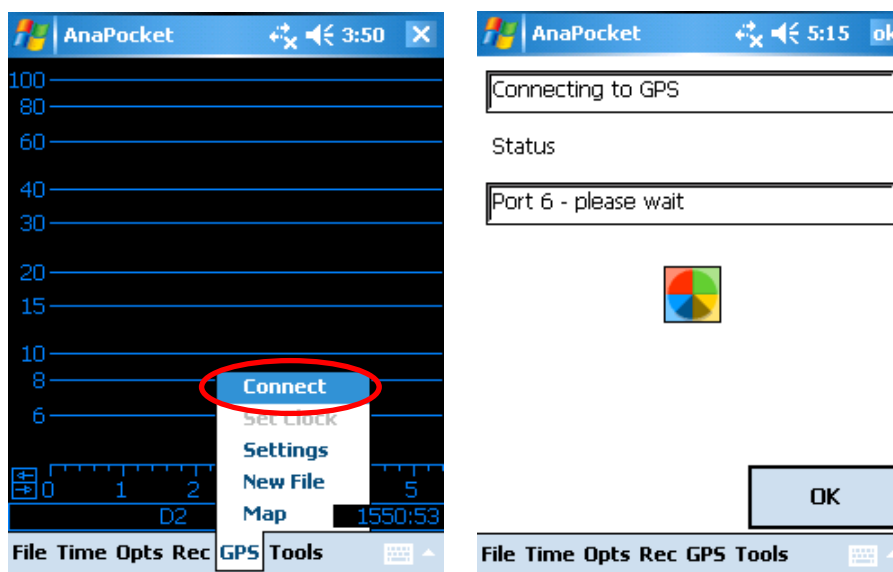 AnaPocket 3:50
100
80
60
40
30
20
15
10
8
6
Connect
Set Clock
Settings
New File
Map
0 1 2 5
D2 1550:53
File Time Opts Rec GPS Tools
AnaPocket 5:15 ok
Connecting to GPS
Status
Port 6 - please wait
OK
File Time Opts Rec GPS Tools